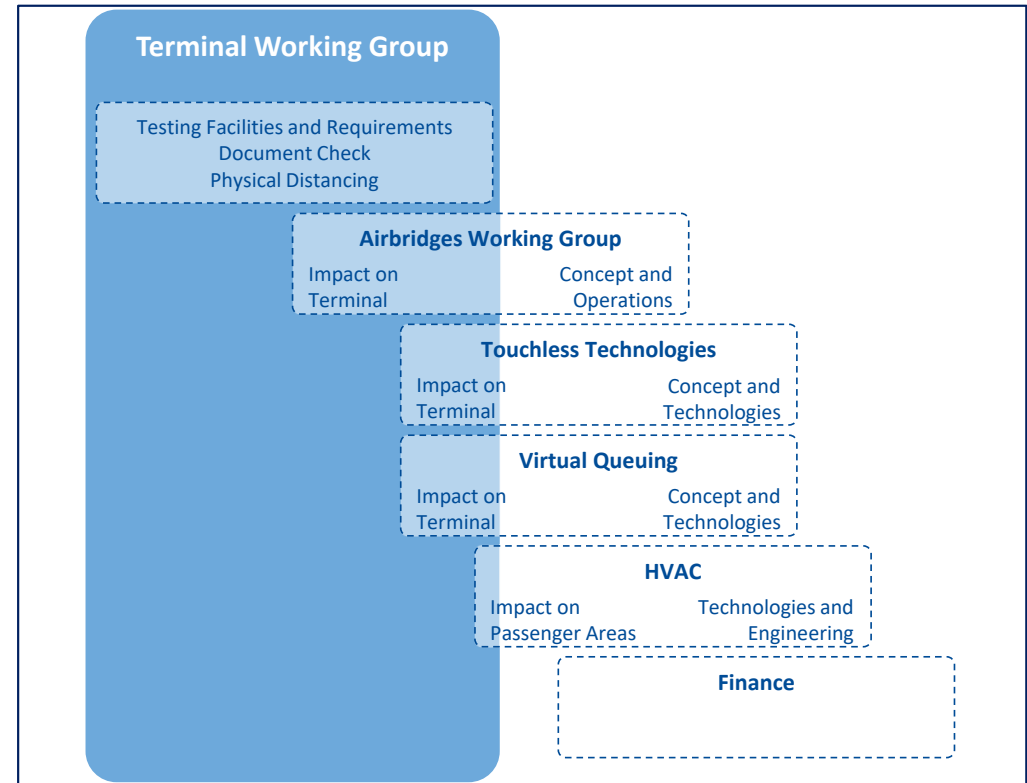 Terminal Working Group
Testing Facilities and Requirements
Document Check
Physical Distancing
Airbridges Working Group
Impact on
Terminal
Concept and
Operations
Touchless Technologies
Impact on
Terminal
Concept and
Technologies
Virtual Queuing
Impact on
Terminal
Concept and
Technologies
HVAC
Impact on
Passenger Areas
Technologies and
Engineering
Finance